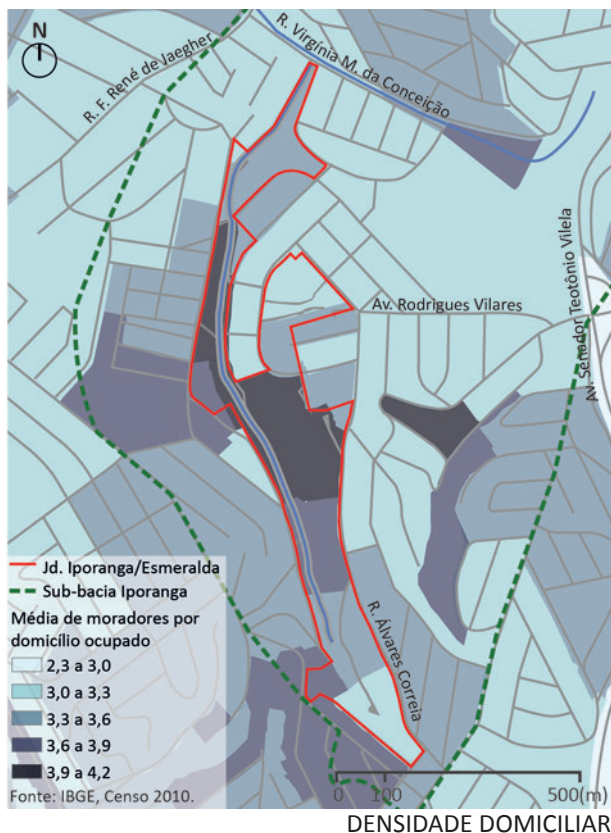 N
R. F. René de Jaegher
R. Virgínia M. da Conceição
Av. Senador Teotônio Vilela
Av. Rodrigues Vilares
R. Álvares Correia
Jd. Iporanga/Esmeralda
Sub-bacia Iporanga
Média de moradores por
domicílio ocupado
2,3 a 3,0
3,0 a 3,3
3,3 a 3,6
3,6 a 3,9
3,9 a 4,2
Fonte: IBGE, Censo 2010.
0 100 500(m)
DENSIDADE DOMICILIAR